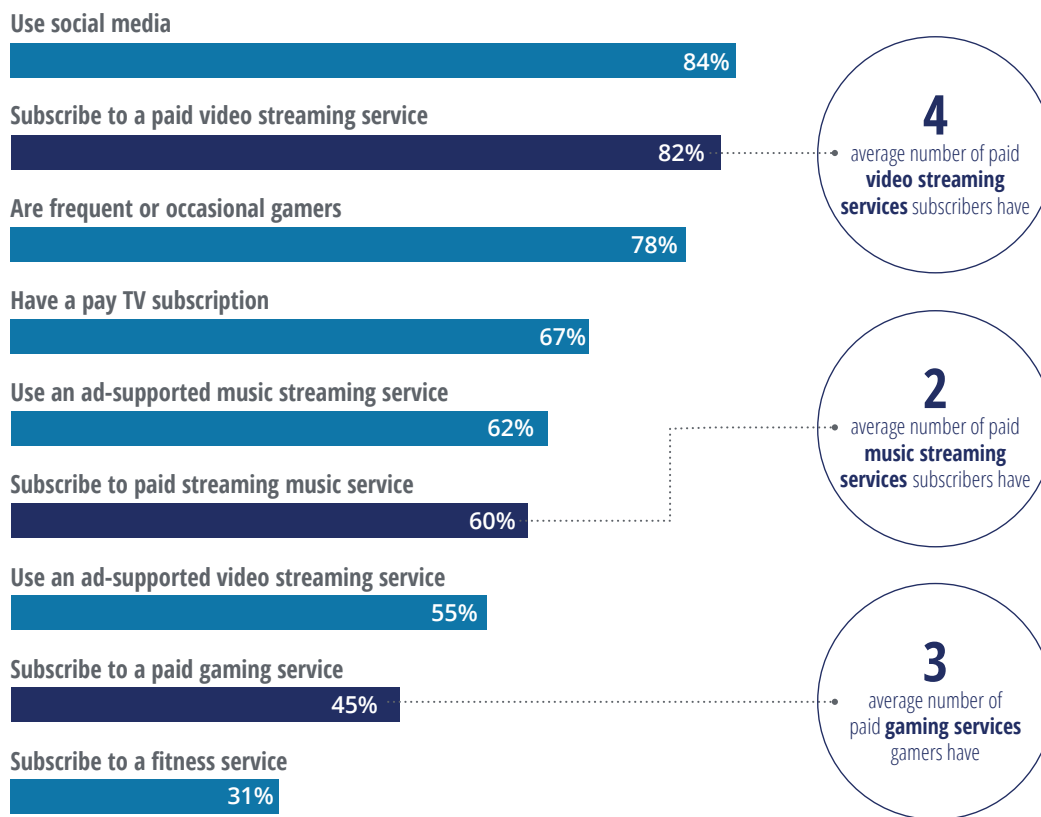 Use social media
84%
Subscribe to a paid video streaming service
82%
4
average number of paid
video streaming
services subscribers have
Are frequent or occasional gamers
78%
Have a pay TV subscription
67%
Use an ad-supported music streaming service
62%
2
average number of paid
music streaming
services subscribers have
Subscribe to paid streaming music service
60%
Use an ad-supported video streaming service
55%
Subscribe to a paid gaming service
45%
3
average number of
paid gaming services
gamers have
Subscribe to a fitness service
31%